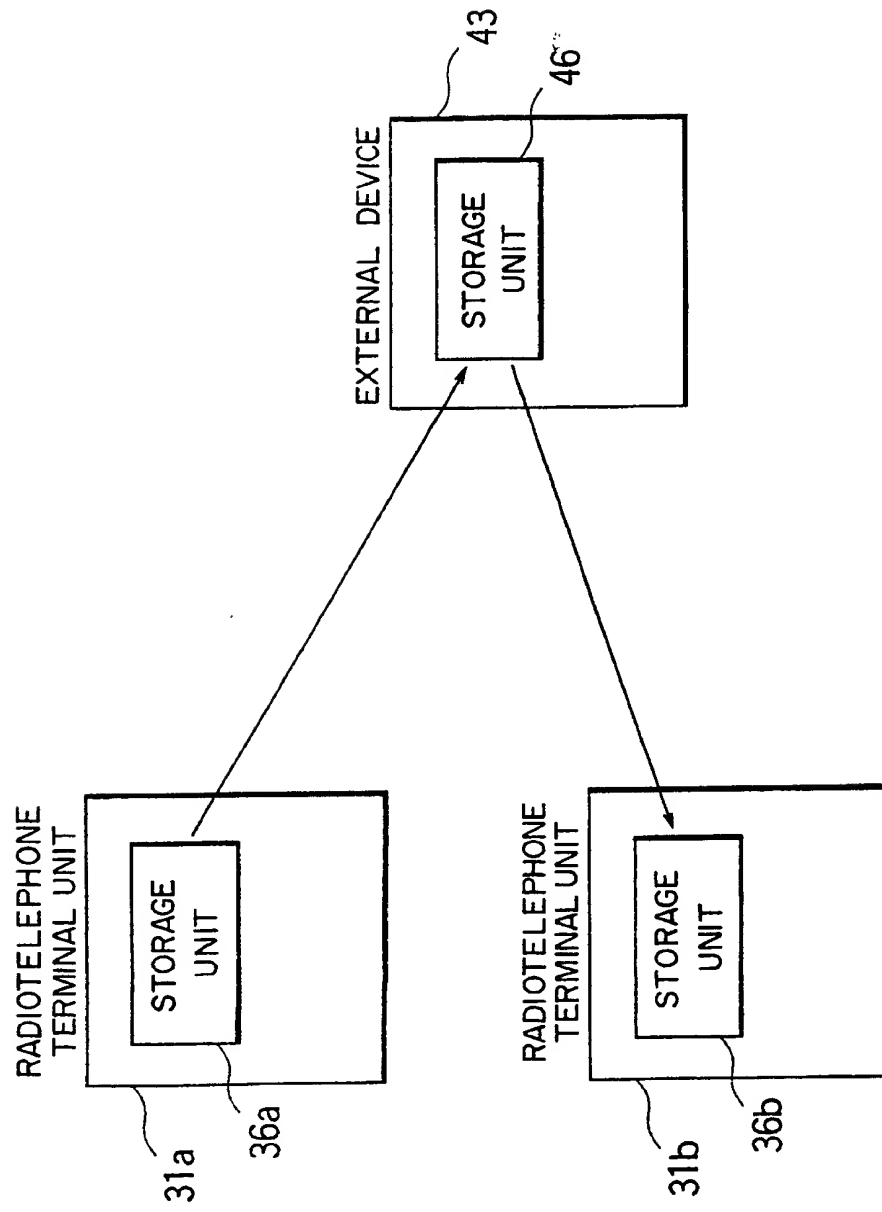 RADIOTELEPHONE
TERMINAL UNIT
STORAGE
UNIT
31a
36a
EXTERNAL DEVICE
STORAGE
UNIT
43
46
RADIOTELEPHONE
TERMINAL UNIT
STORAGE
UNIT
31b
36b